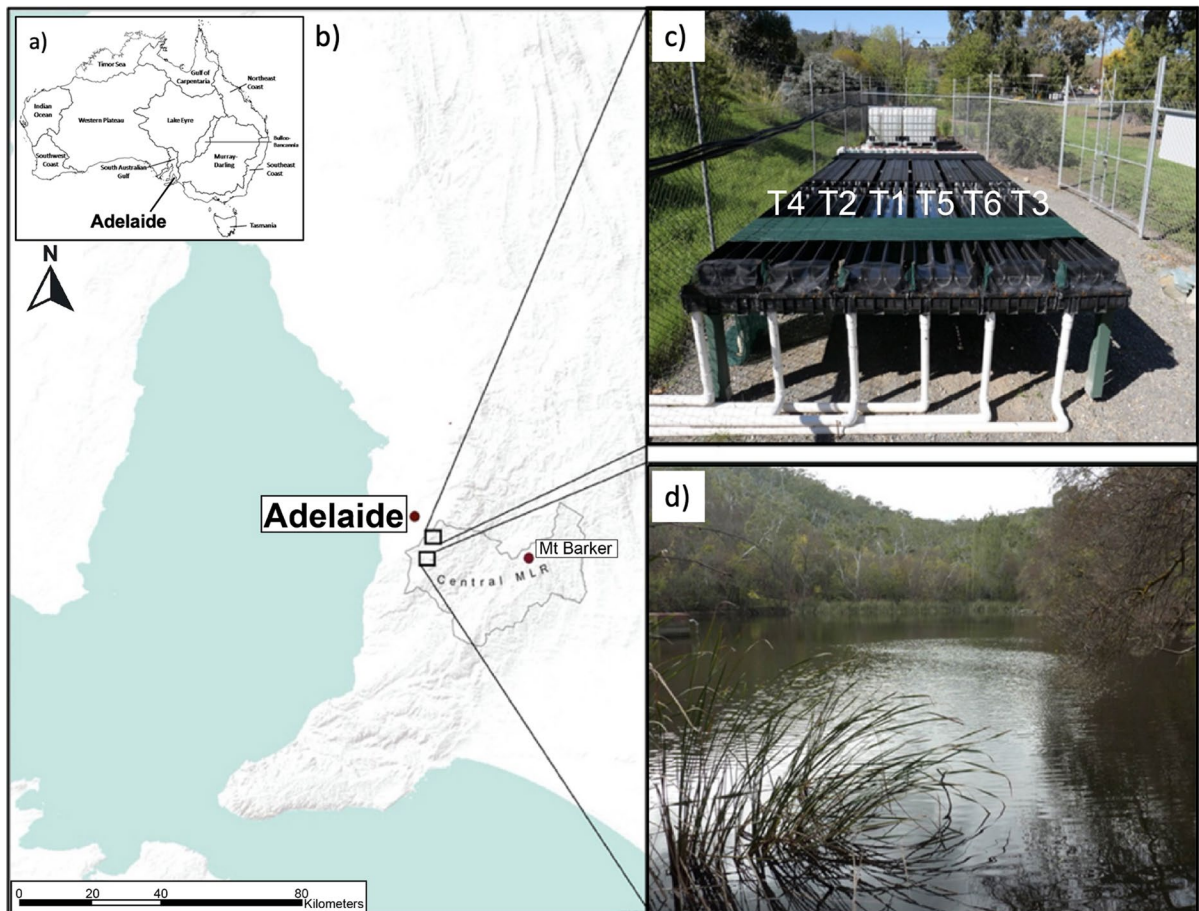 a)
Timor Sea
Gulf of
Carpentaria
Northeast
Coast
Indian
Ocean
Western Plateau
Lake Eyre
Bulloo-
Bancannia
Southwest
Coast
South Australian
Gulf
Murray-
Darling
Southeast
Coast
Adelaide
Tasmania
b)
N
Adelaide
Mt Barker
Central MLR
0 20 40 80
Kilometers
c)
T4 T2 T1 T5 T6 T3
d)